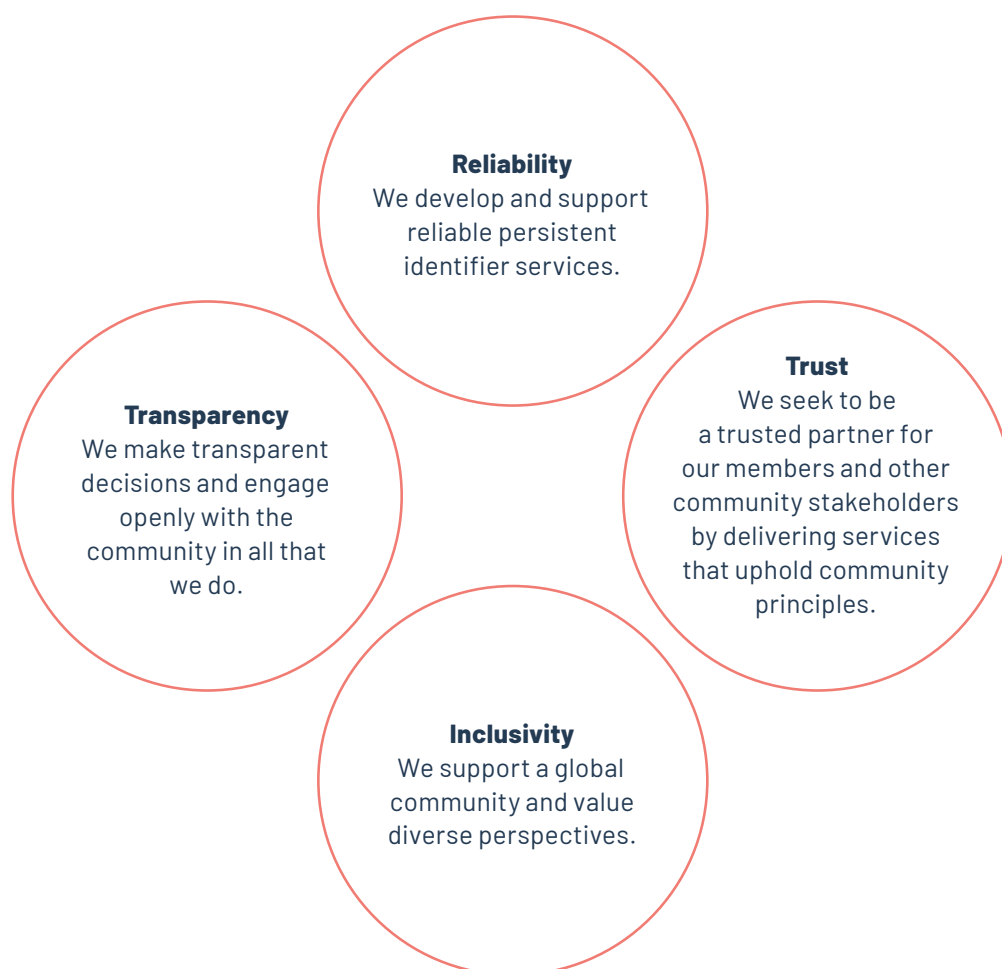 Reliability
We develop and support
reliable persistent
identifier services.
Transparency
We make transparent
decisions and engage
openly with the
community in all that
we do.
Trust
We seek to be
a trusted partner for
our members and other
community stakeholders
by delivering services
that uphold community
principles.
Inclusivity
We support a global
community and value
diverse perspectives.